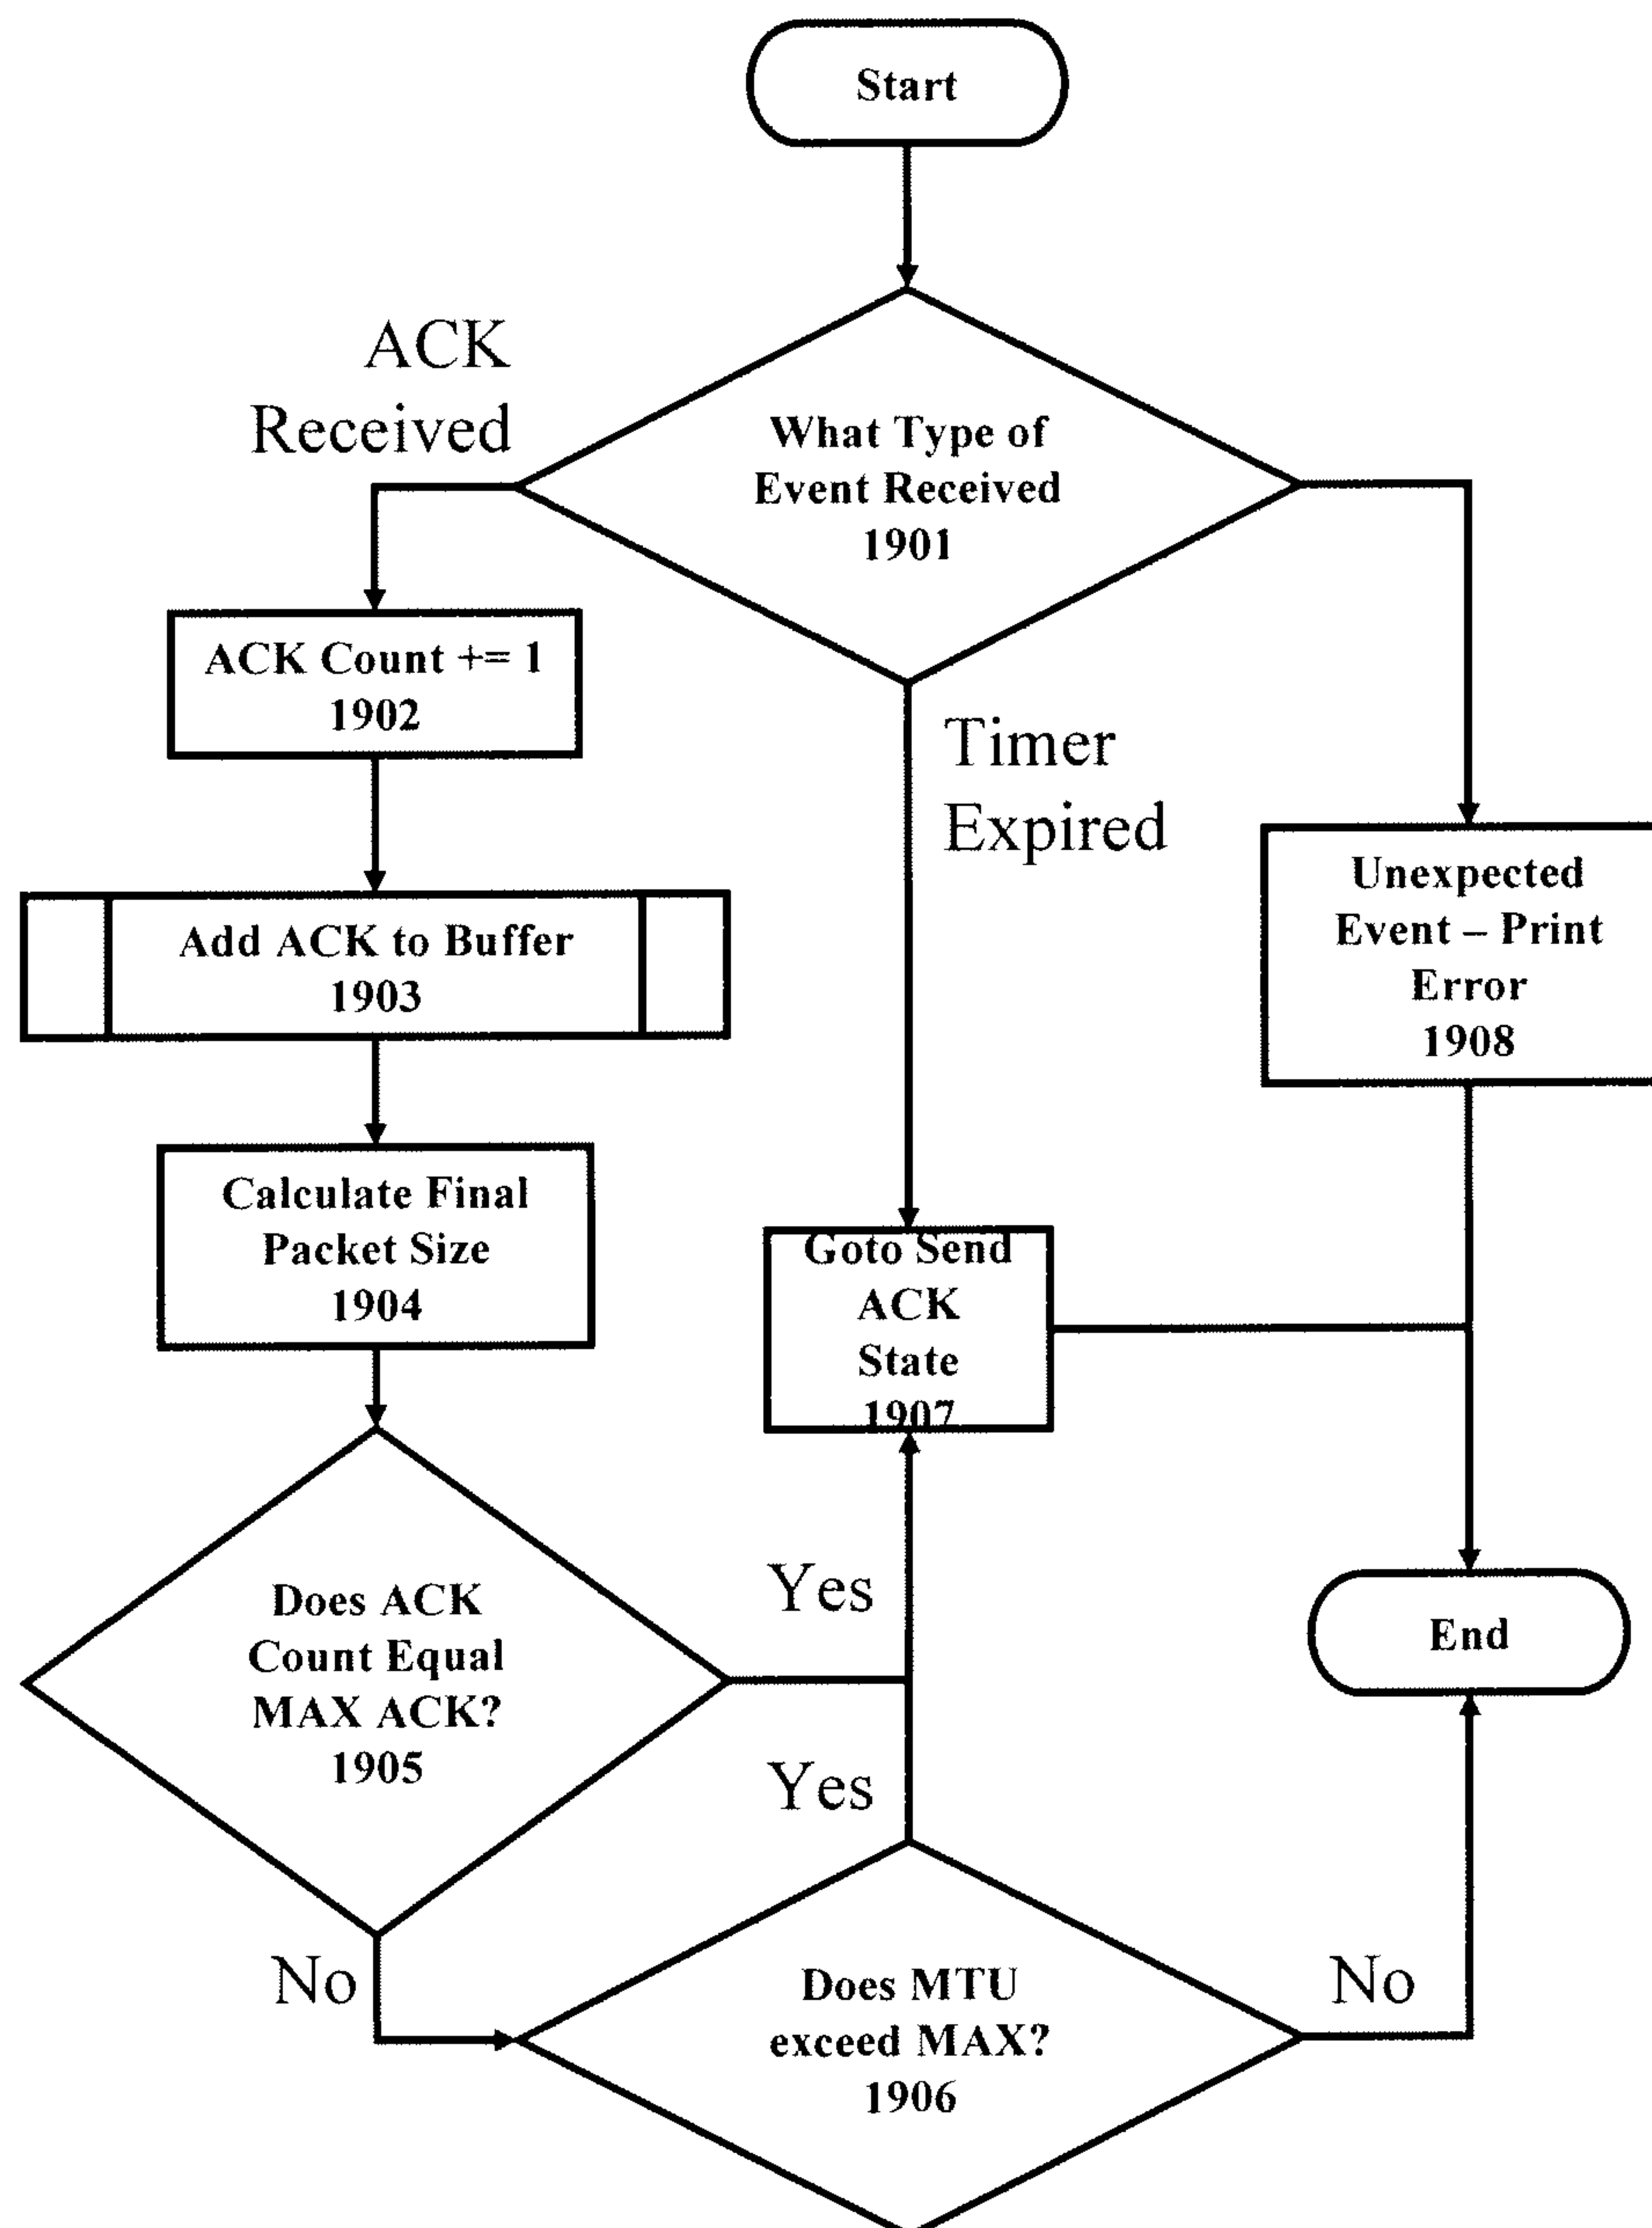 Start
ACK
Received
What Type of
Event Received
1901
ACK Count += 1
1902
Timer
Expired
Add ACK to Buffer
1903
Unexpected
Event – Print
Error
1908
Calculate Final
Packet Size
1904
Goto Send
ACK
State
1907
Does ACK
Count Equal
MAX ACK?
1905
Yes
End
Yes
No
Does MTU
exceed MAX?
1906
No